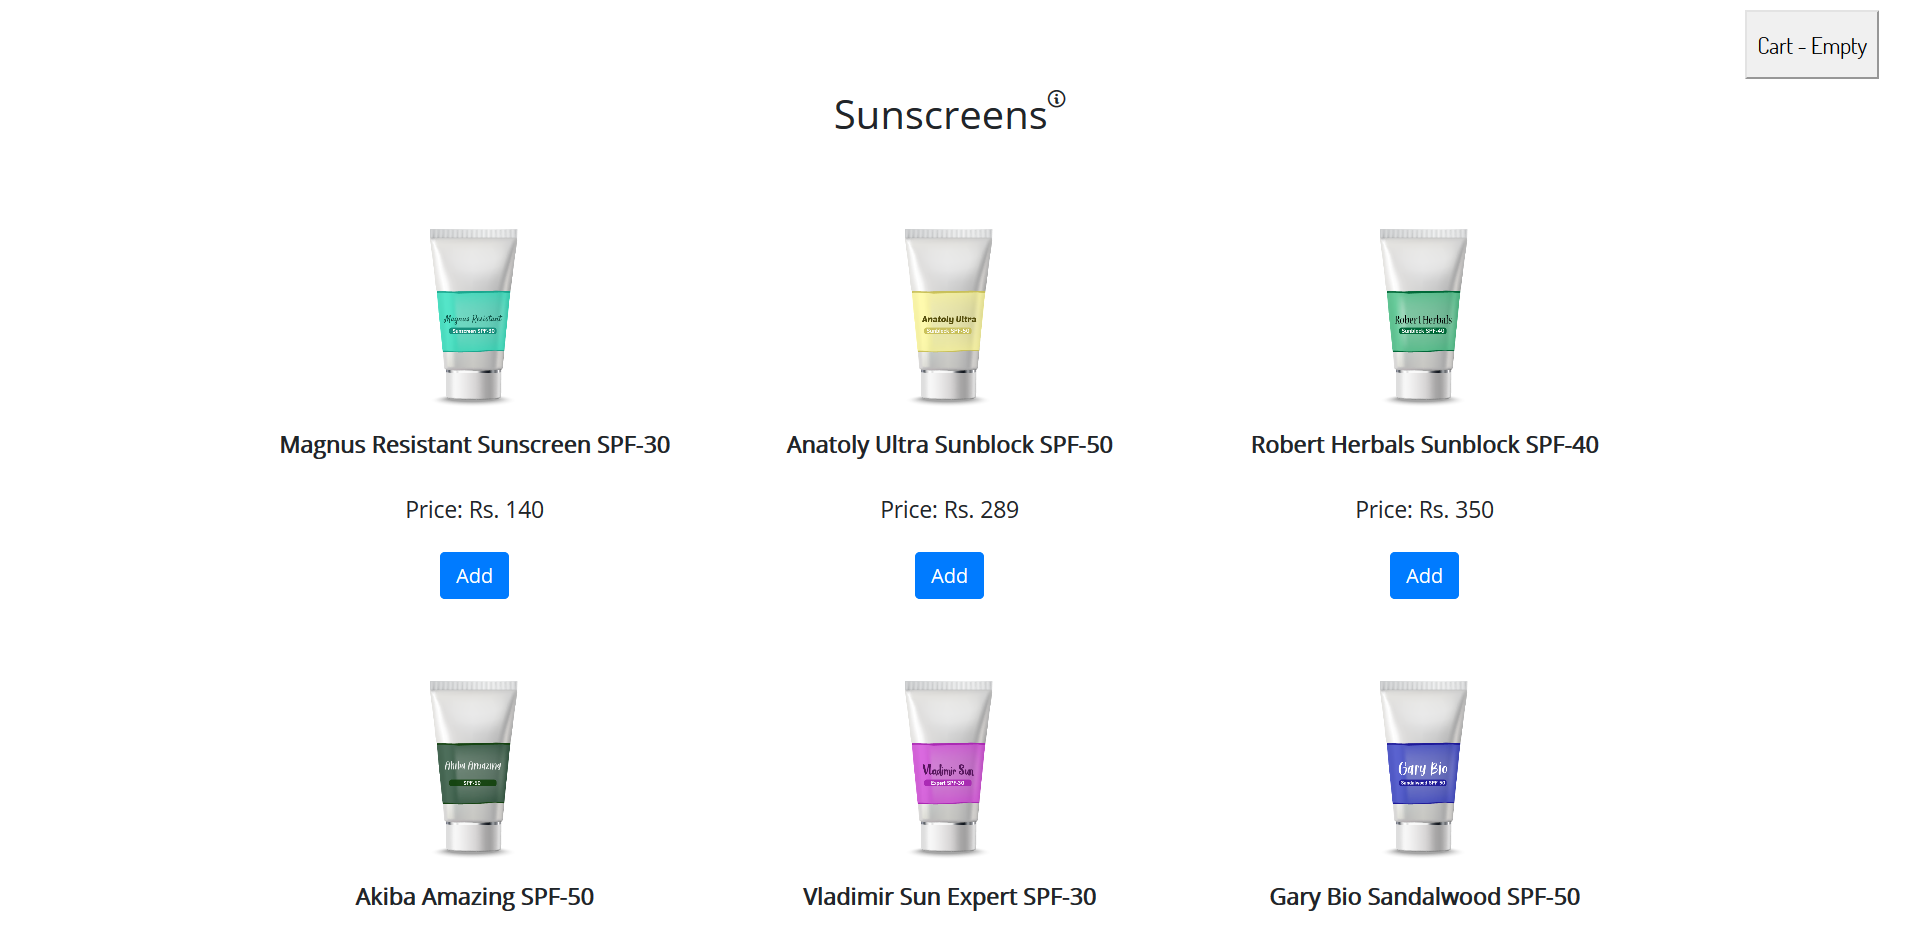 Cart - Empty
Sunscreens
Magnus Resistant
Sunscreen SPF-30
Anatoly Ultra
Sunblock SPF-50
Robert Herbals
Sunblock SPF-40
Magnus Resistant Sunscreen SPF-30
Anatoly Ultra Sunblock SPF-50
Robert Herbals Sunblock SPF-40
Price: Rs. 140
Price: Rs. 289
Price: Rs. 350
Add
Add
Add
Akiba Amazing
SPF-50
Vladimir Sun
Expert SPF-30
Gary Bio
Sandalwood SPF-50
Akiba Amazing SPF-50
Vladimir Sun Expert SPF-30
Gary Bio Sandalwood SPF-50